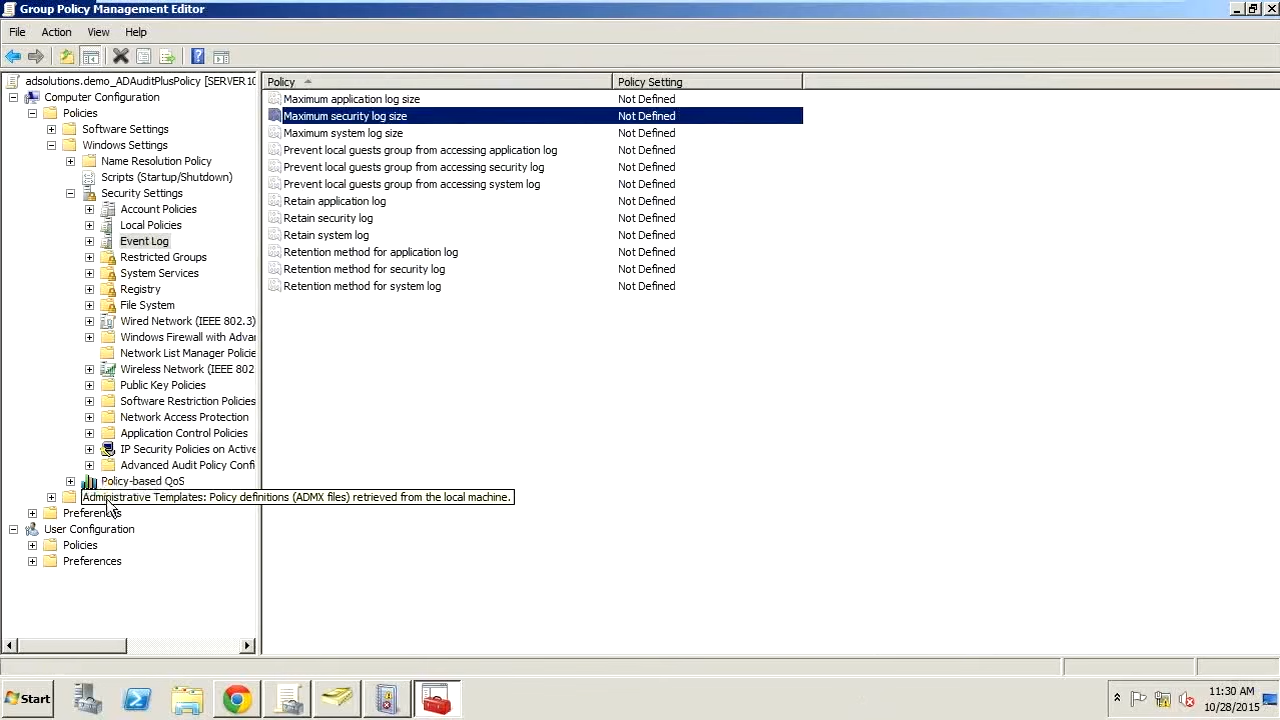 Group Policy Management Editor
File Action View Help
adsolutions.demo_ADAuditPlusPolicy [SERVER10
Computer Configuration
Policies
Software Settings
Windows Settings
Name Resolution Policy
Scripts (Startup/Shutdown)
Security Settings
Account Policies
Local Policies
Event Log
Restricted Groups
System Services
Registry
File System
Wired Network (IEEE 802.3)
Windows Firewall with Advan
Network List Manager Policie
Wireless Network (IEEE 802
Public Key Policies
Software Restriction Policies
Network Access Protection
Application Control Policies
IP Security Policies on Active
Advanced Audit Policy Confi
Policy-based QoS
Administrative Templates: Policy definitions (ADMX files) retrieved from the local machine.
Preferences
User Configuration
Policies
Preferences
Policy Policy Setting
Maximum application log size Not Defined
Maximum security log size Not Defined
Maximum system log size Not Defined
Prevent local guests group from accessing application log Not Defined
Prevent local guests group from accessing security log Not Defined
Prevent local guests group from accessing system log Not Defined
Retain application log Not Defined
Retain security log Not Defined
Retain system log Not Defined
Retention method for application log Not Defined
Retention method for security log Not Defined
Retention method for system log Not Defined
Start
11:30 AM
10/28/2015